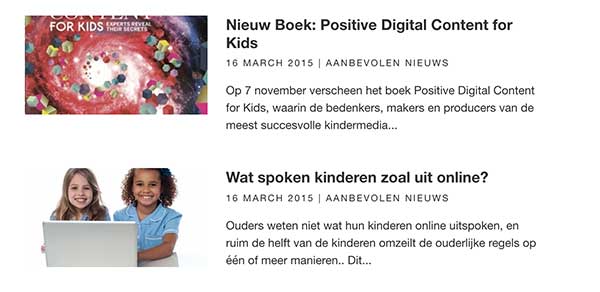 CONTENT
FOR KIDS EXPERTS REVEAL
THEIR SECRETS
Nieuw Boek: Positive Digital Content for
Kids
16 MARCH 2015 | AANBEVOLEN NIEUWS
Op 7 november verscheen het boek Positive Digital Content
for Kids, waarin de bedenkers, makers en producers van de
meest succesvolle kindermedia...
Wat spoken kinderen zoal uit online?
16 MARCH 2015 | AANBEVOLEN NIEUWS
Ouders weten niet wat hun kinderen online uitspoken, en
ruim de helft van de kinderen omzeilt de ouderlijke regels op
één of meer manieren.. Dit...